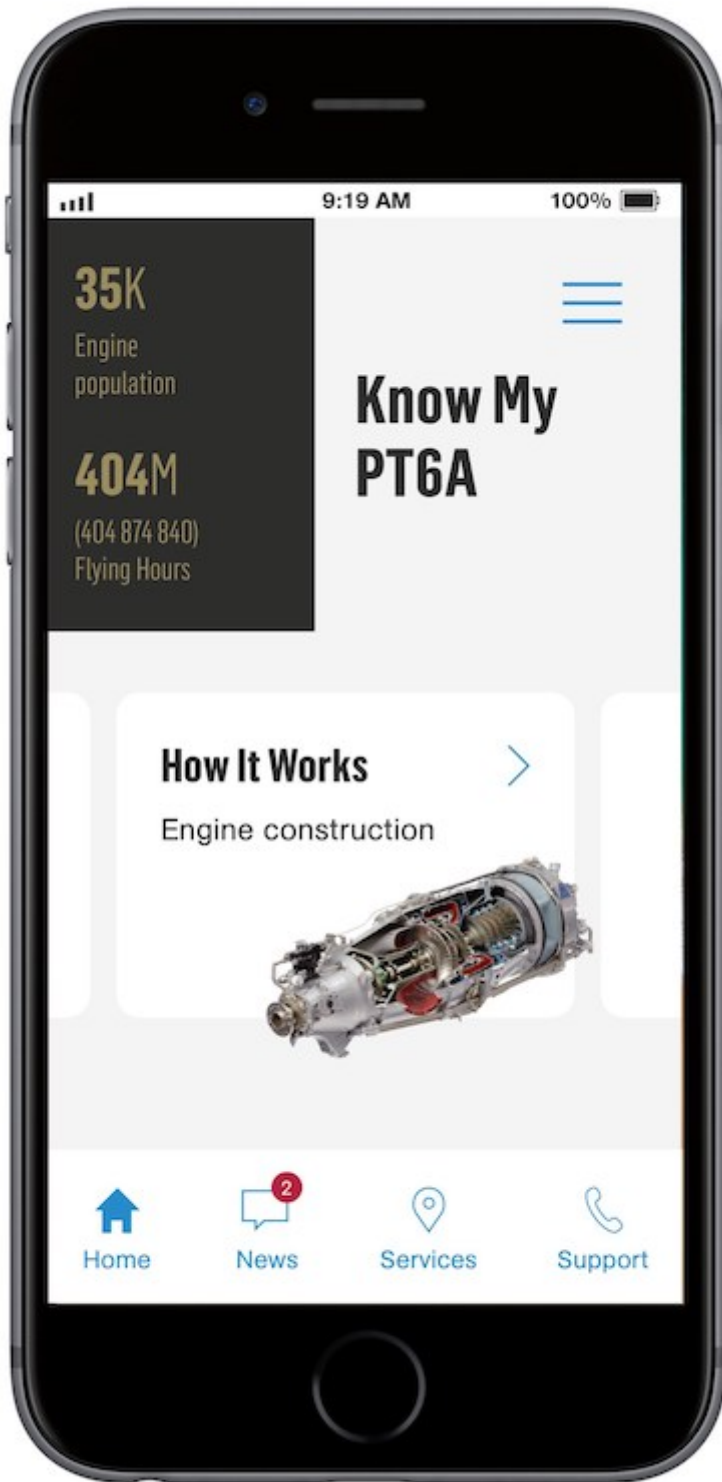 9:19 AM
100%
35K
Engine
population
404M
(404 874 840)
Flying Hours
Know My
PT6A
How It Works
Engine construction
2
Home
News
Services
Support